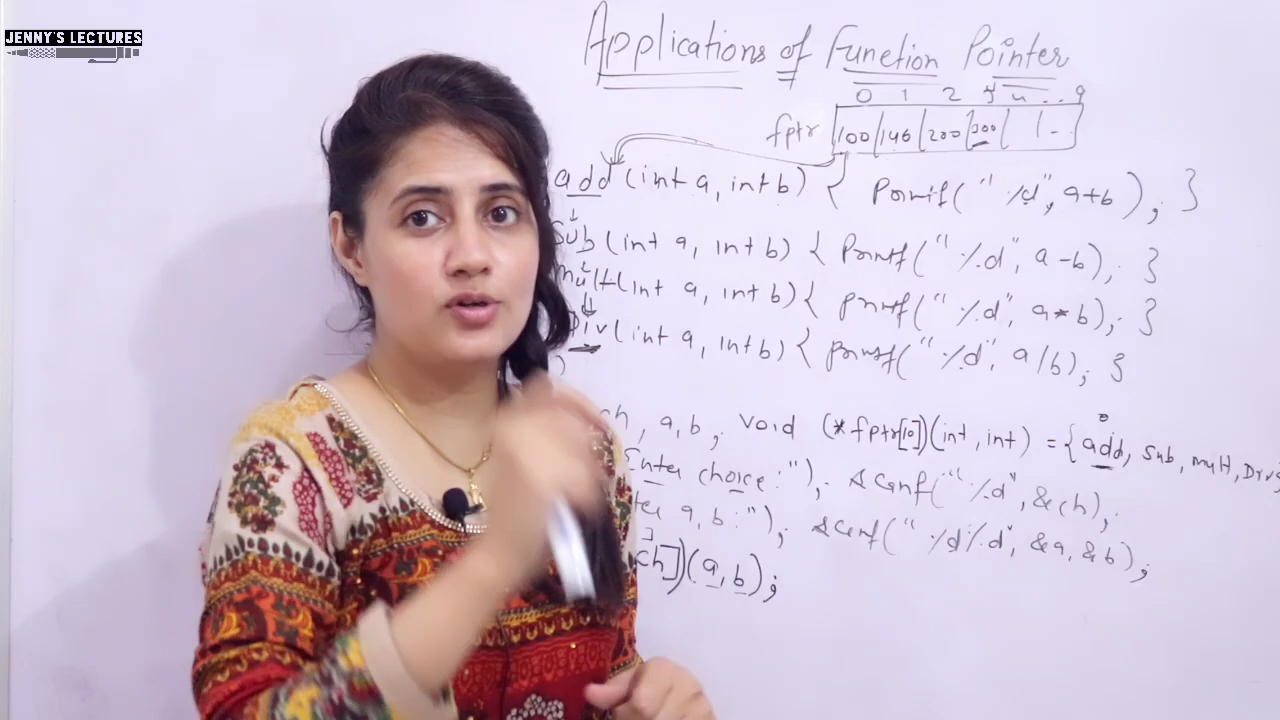 JENNY'S LECTURES
Applications of Function Pointer
0 1 2 3 4 . . 9
fptr 100 146 200 300 -
add (int a, int b) { Printf( " %d", a+b ); }
Sub (int a, int b) { Printf( " %d", a-b); }
mult (int a, int b) { printf( " %d", a*b); }
Div (int a, int b) { printf( " %d", a/b); }
ch, a,b; void (*fptr[10])(int, int) = {add, Sub, mult, Div
Enter choice:"); scanf( "%d", &ch);
a, b :"); scanf( " %d%d", &a, &b);
ch])(a, b);